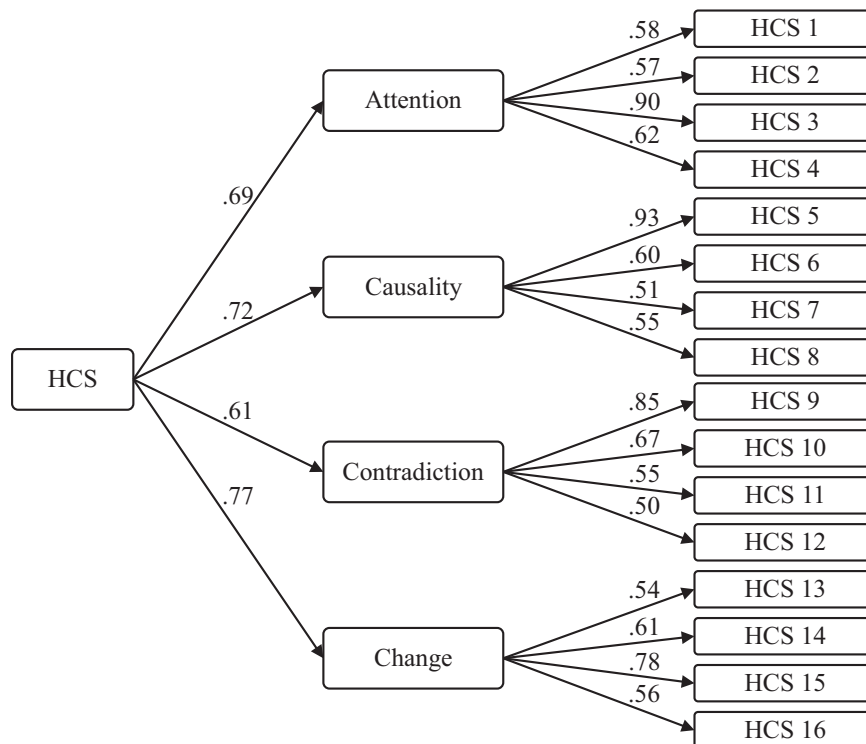 HCS
.69
.72
.61
.77
Attention
.58
.57
.90
.62
HCS 1
HCS 2
HCS 3
HCS 4
Causality
.93
.60
.51
.55
HCS 5
HCS 6
HCS 7
HCS 8
Contradiction
.85
.67
.55
.50
HCS 9
HCS 10
HCS 11
HCS 12
Change
.54
.61
.78
.56
HCS 13
HCS 14
HCS 15
HCS 16